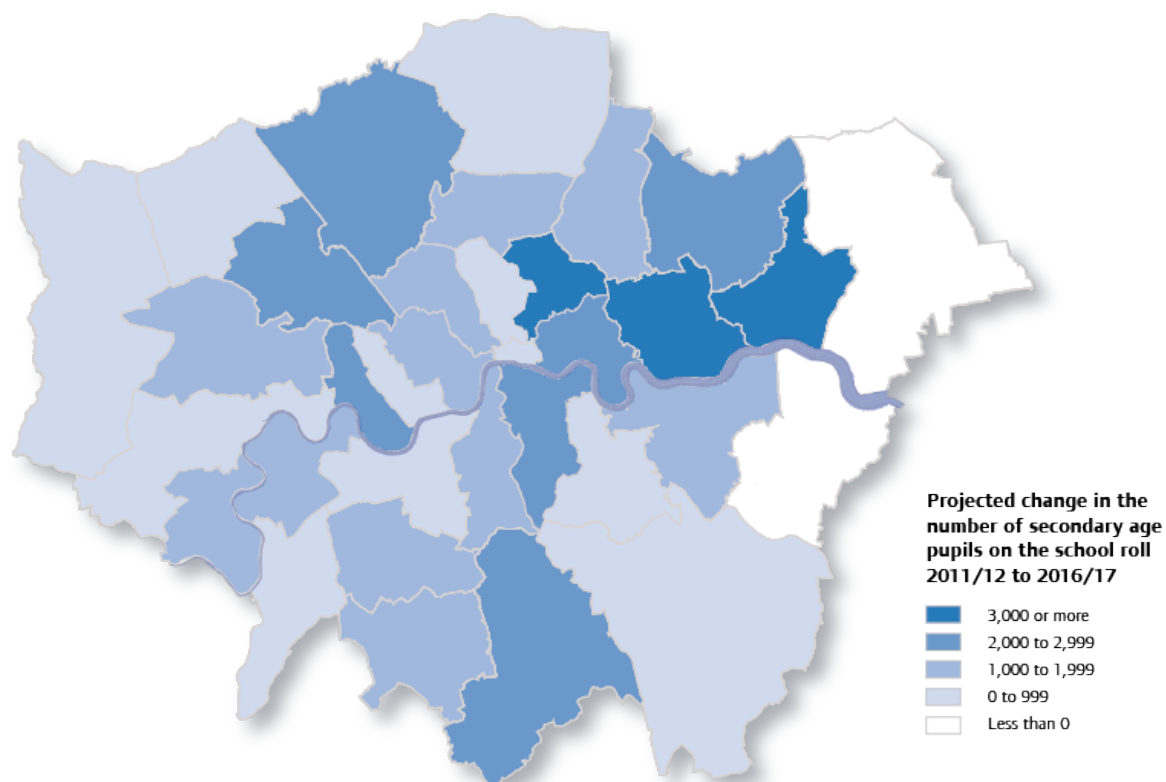 Projected change in the
number of secondary age
pupils on the school roll
2011/12 to 2016/17
3,000 or more
2,000 to 2,999
1,000 to 1,999
0 to 999
Less than 0